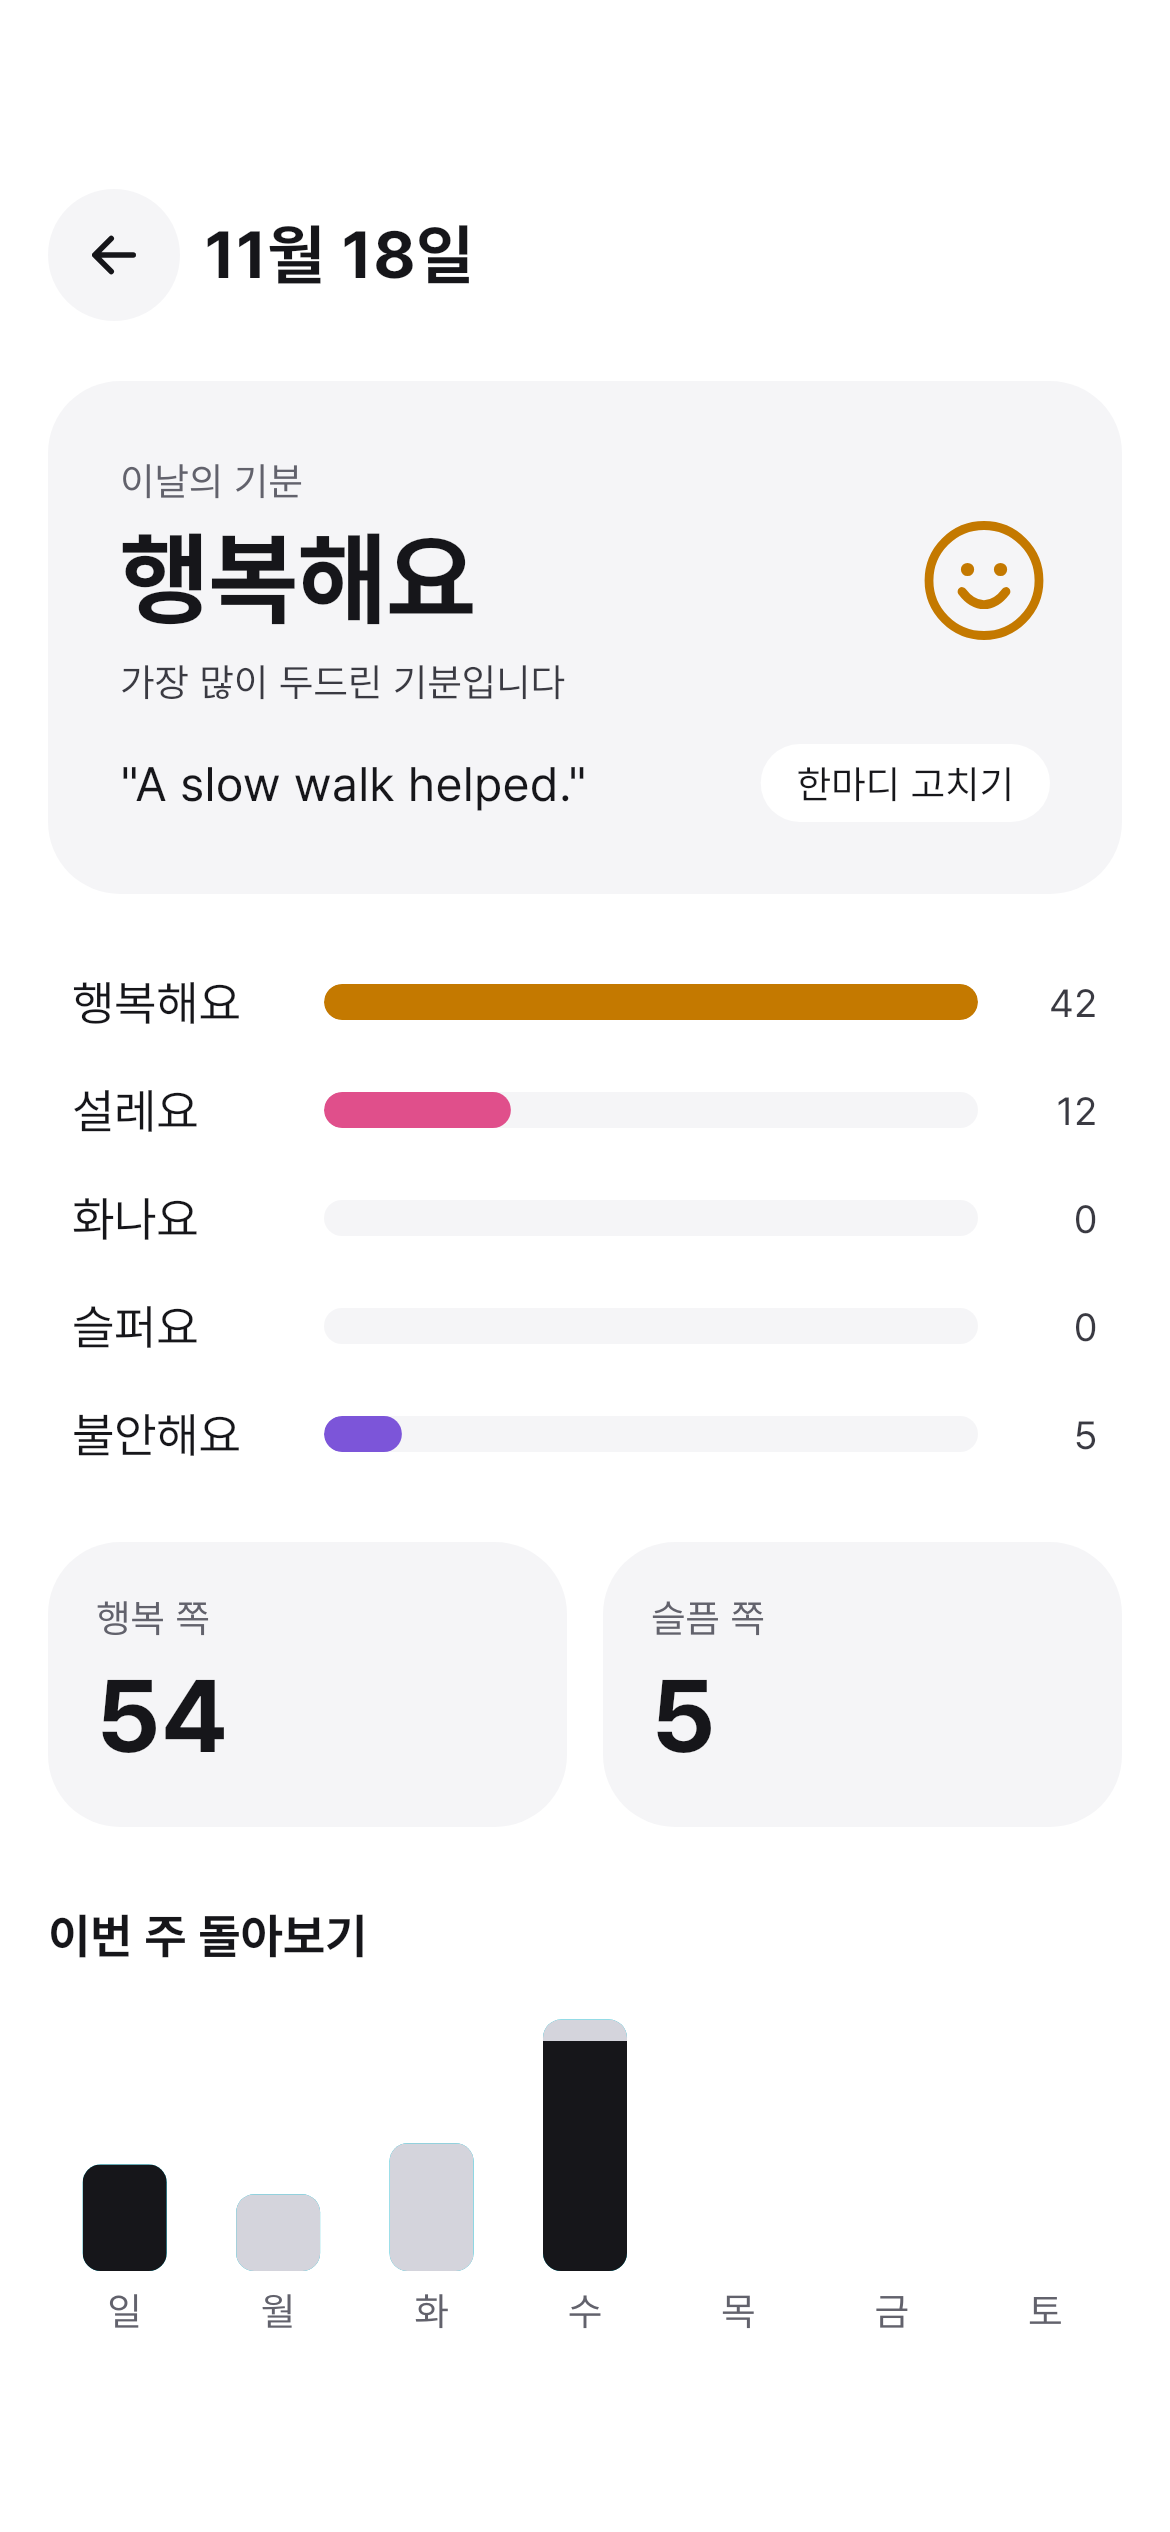 11월 18일
이날의 기분
행복해요
가장 많이 두드린 기분입니다
"A slow walk helped."
한마디 고치기
행복해요 42
설레요 12
화나요 0
슬퍼요 0
불안해요 5
행복 쪽
54
슬픔 쪽
5
이번 주 돌아보기
일 월 화 수 목 금 토